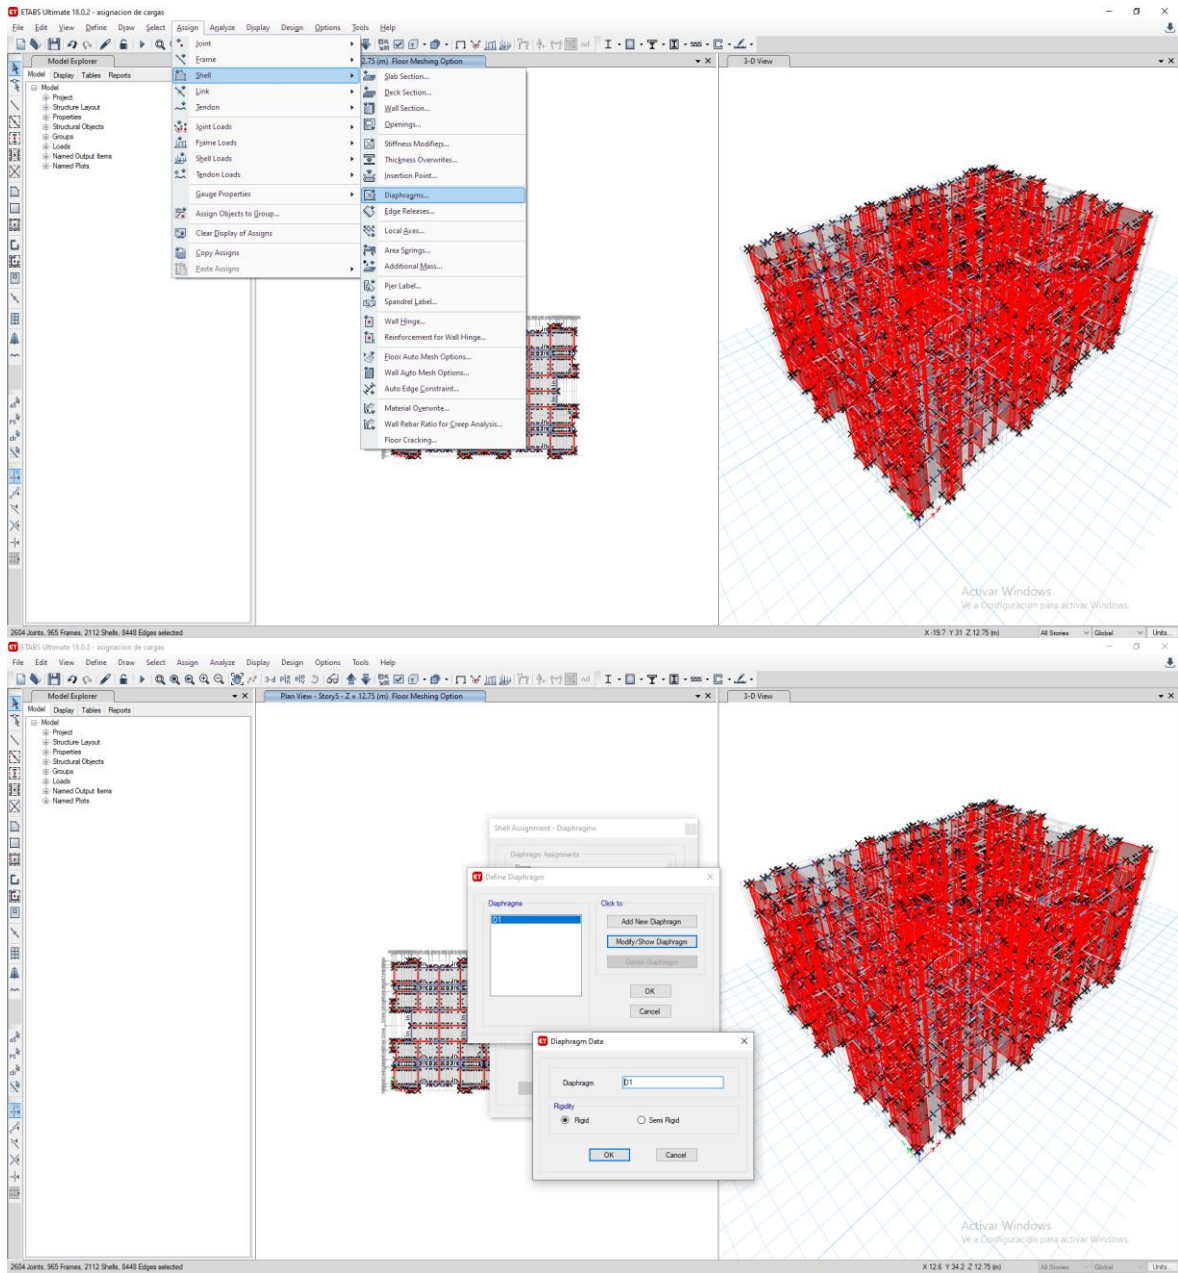 ETABS Ultimate 18.0.2 - asignacion de cargas
File Edit View Define Draw Select Assign Analyze Display Design Options Tools Help
Model Explorer
2.75 (m) Floor Meshing Option
3-D View
Model Display Tables Reports
Model
Project
Structure Layout
Properties
Structural Objects
Groups
Loads
Named Output Items
Named Plots
Joint
Frame
Shell
Link
Tendon
Joint Loads
Frame Loads
Shell Loads
Tendon Loads
Gauge Properties
Assign Objects to Group...
Clear Display of Assigns
Copy Assigns
Paste Assigns
Slab Section...
Deck Section...
Wall Section...
Openings...
Stiffness Modifiers...
Thickness Overwrites...
Insertion Point...
Diaphragms...
Edge Releases...
Local Axes...
Area Springs...
Additional Mass...
Pier Label...
Spandrel Label...
Wall Hinge...
Reinforcement for Wall Hinge...
Floor Auto Mesh Options...
Wall Auto Mesh Options...
Auto Edge Constraint...
Material Overwrite...
Wall Rebar Ratio for Creep Analysis...
Floor Cracking...
Activar Windows
Ve a Configuración para activar Windows.
2604 Joints, 965 Frames, 2112 Shells, 8448 Edges selected
X -19.7 Y 31 Z 12.75 (m)
All Stories
Global
Units...
ETABS Ultimate 18.0.2 - asignacion de cargas
File Edit View Define Draw Select Assign Analyze Display Design Options Tools Help
3-d
nd
Model Explorer
Plan View - Story5 - Z = 12.75 (m) Floor Meshing Option
3-D View
Model Display Tables Reports
Model
Project
Structure Layout
Properties
Structural Objects
Groups
Loads
Named Output Items
Named Plots
Shell Assignment - Diaphragms
Diaphragm Assignments
Define Diaphragm
Diaphragms
Click to:
D1
Add New Diaphragm
Modify/Show Diaphragm
Delete Diaphragm
OK
Cancel
Diaphragm Data
Diaphragm
D1
Rigidity
Rigid
Semi Rigid
OK
Cancel
Activar Windows
Ve a Configuración para activar Windows.
2604 Joints, 965 Frames, 2112 Shells, 8448 Edges selected
X 12.6 Y 34.2 Z 12.75 (m)
All Stories
Global
Units...